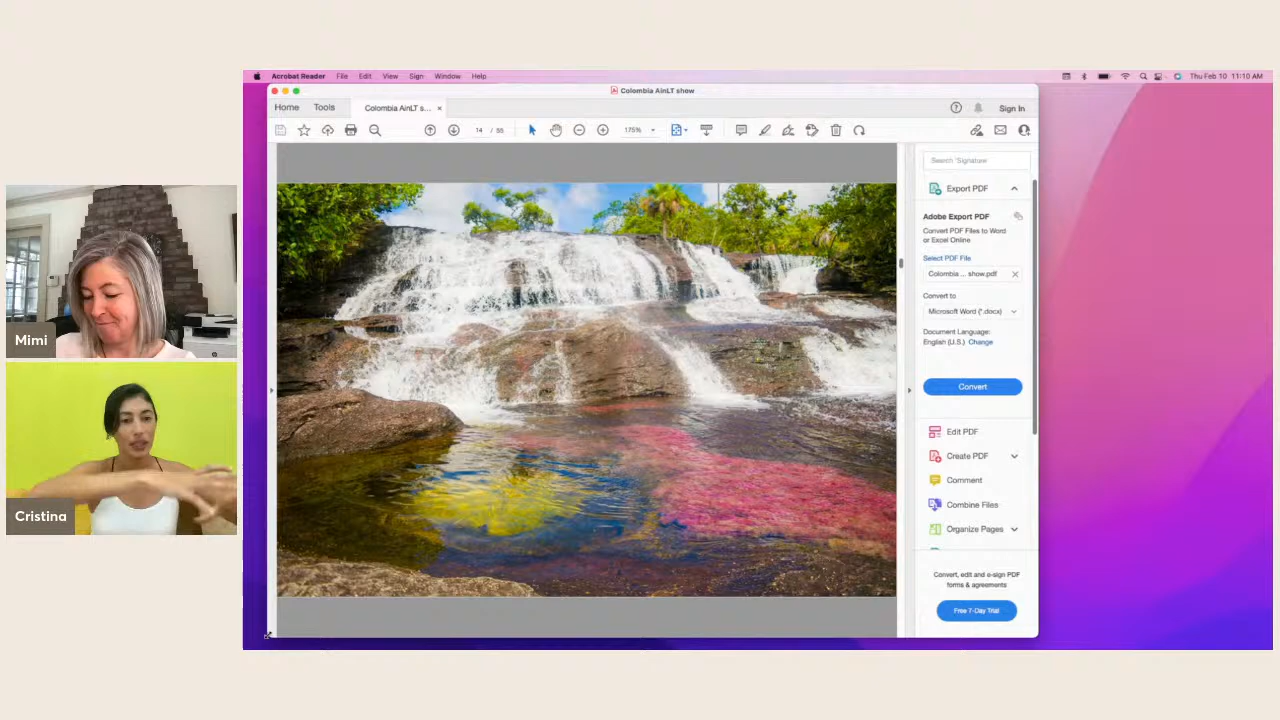 Acrobat Reader File Edit View Sign Window Help
Thu Feb 10 11:10 AM
Colombia AinLT show
Home Tools Colombia AinLT s... ×
Sign In
14 / 55
175%
Search 'Signature
Export PDF
Adobe Export PDF
Convert PDF Files to Word
or Excel Online
Select PDF File
Colombia ... show.pdf
Convert to
Microsoft Word (*.docx)
Document Language:
English (U.S.) Change
Convert
Edit PDF
Create PDF
Comment
Combine Files
Organize Pages
Convert, edit and e-sign PDF
forms & agreements
Free 7-Day Trial
Mimi
Cristina